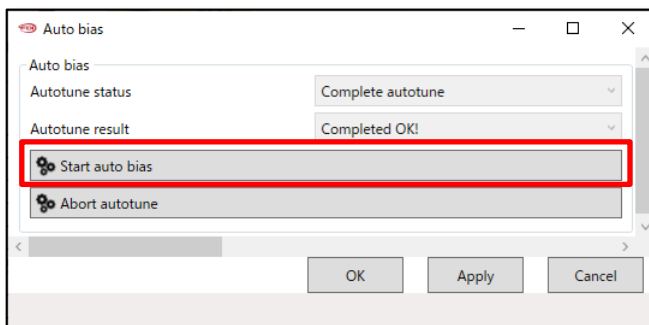 Auto bias
Auto bias
Autotune status
Complete autotune
Autotune result
Completed OK!
Start auto bias
Abort autotune
OK
Apply
Cancel